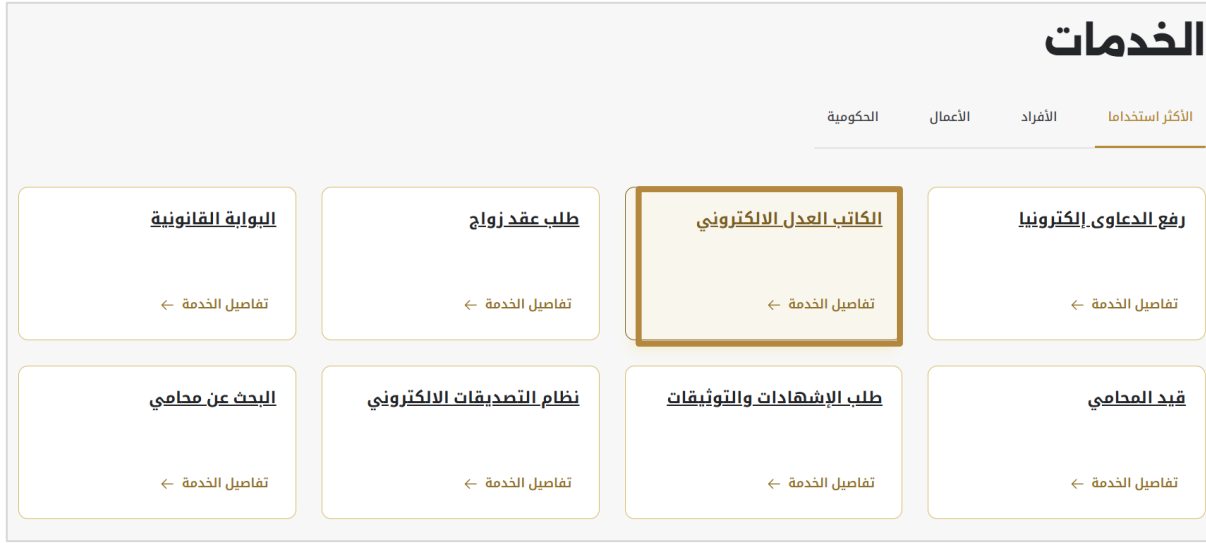 الخدمات
الأكثر استخداما
الأفراد
الأعمال
الحكومية
رفع الدعاوى إلكترونيا
الكاتب العدل الالكتروني
طلب عقد زواج
البوابة القانونية
تفاصيل الخدمة ←
تفاصيل الخدمة ←
تفاصيل الخدمة ←
تفاصيل الخدمة ←
قيد المحامي
طلب الإشهادات والتوثيقات
نظام التصديقات الالكتروني
البحث عن محامي
تفاصيل الخدمة ←
تفاصيل الخدمة ←
تفاصيل الخدمة ←
تفاصيل الخدمة ←